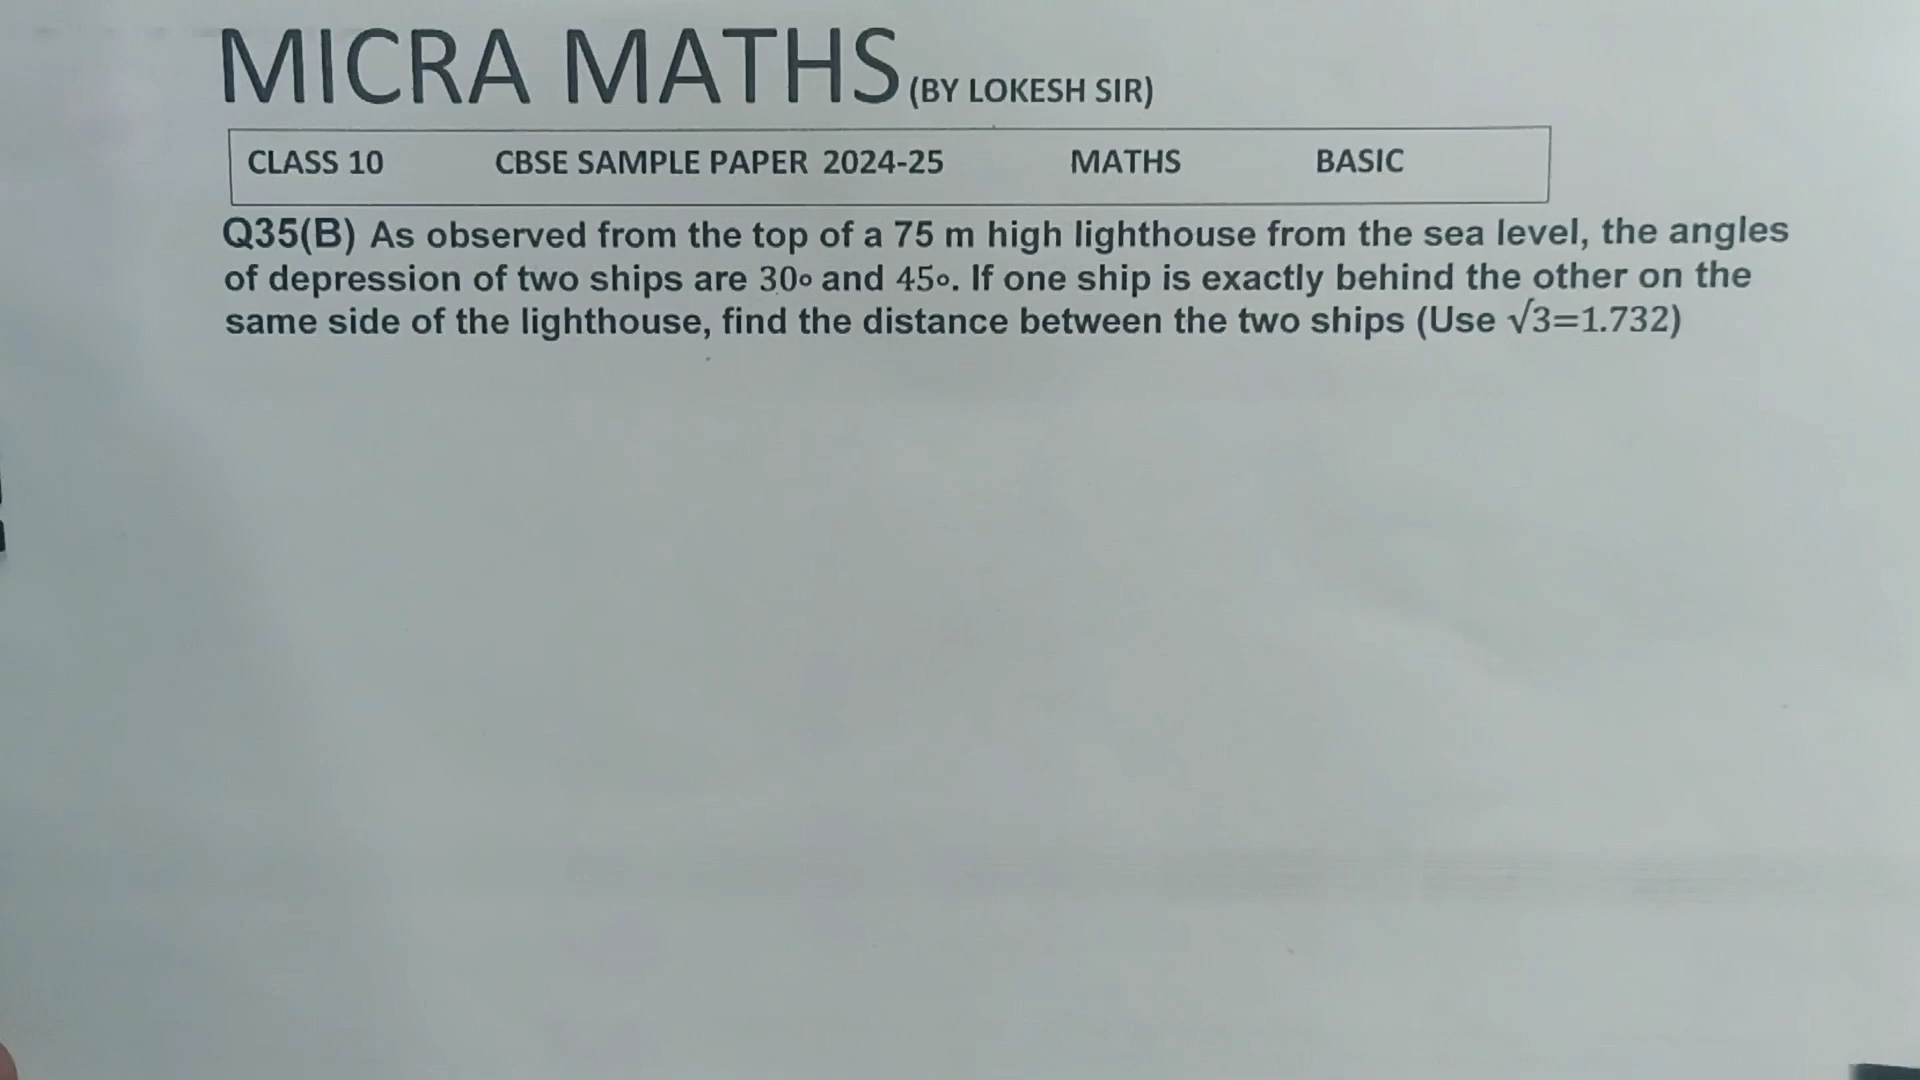 MICRA MATHS (BY LOKESH SIR)
CLASS 10 CBSE SAMPLE PAPER 2024-25 MATHS BASIC
Q35(B) As observed from the top of a 75 m high lighthouse from the sea level, the angles
of depression of two ships are 30o and 45o. If one ship is exactly behind the other on the
same side of the lighthouse, find the distance between the two ships (Use √3=1.732)